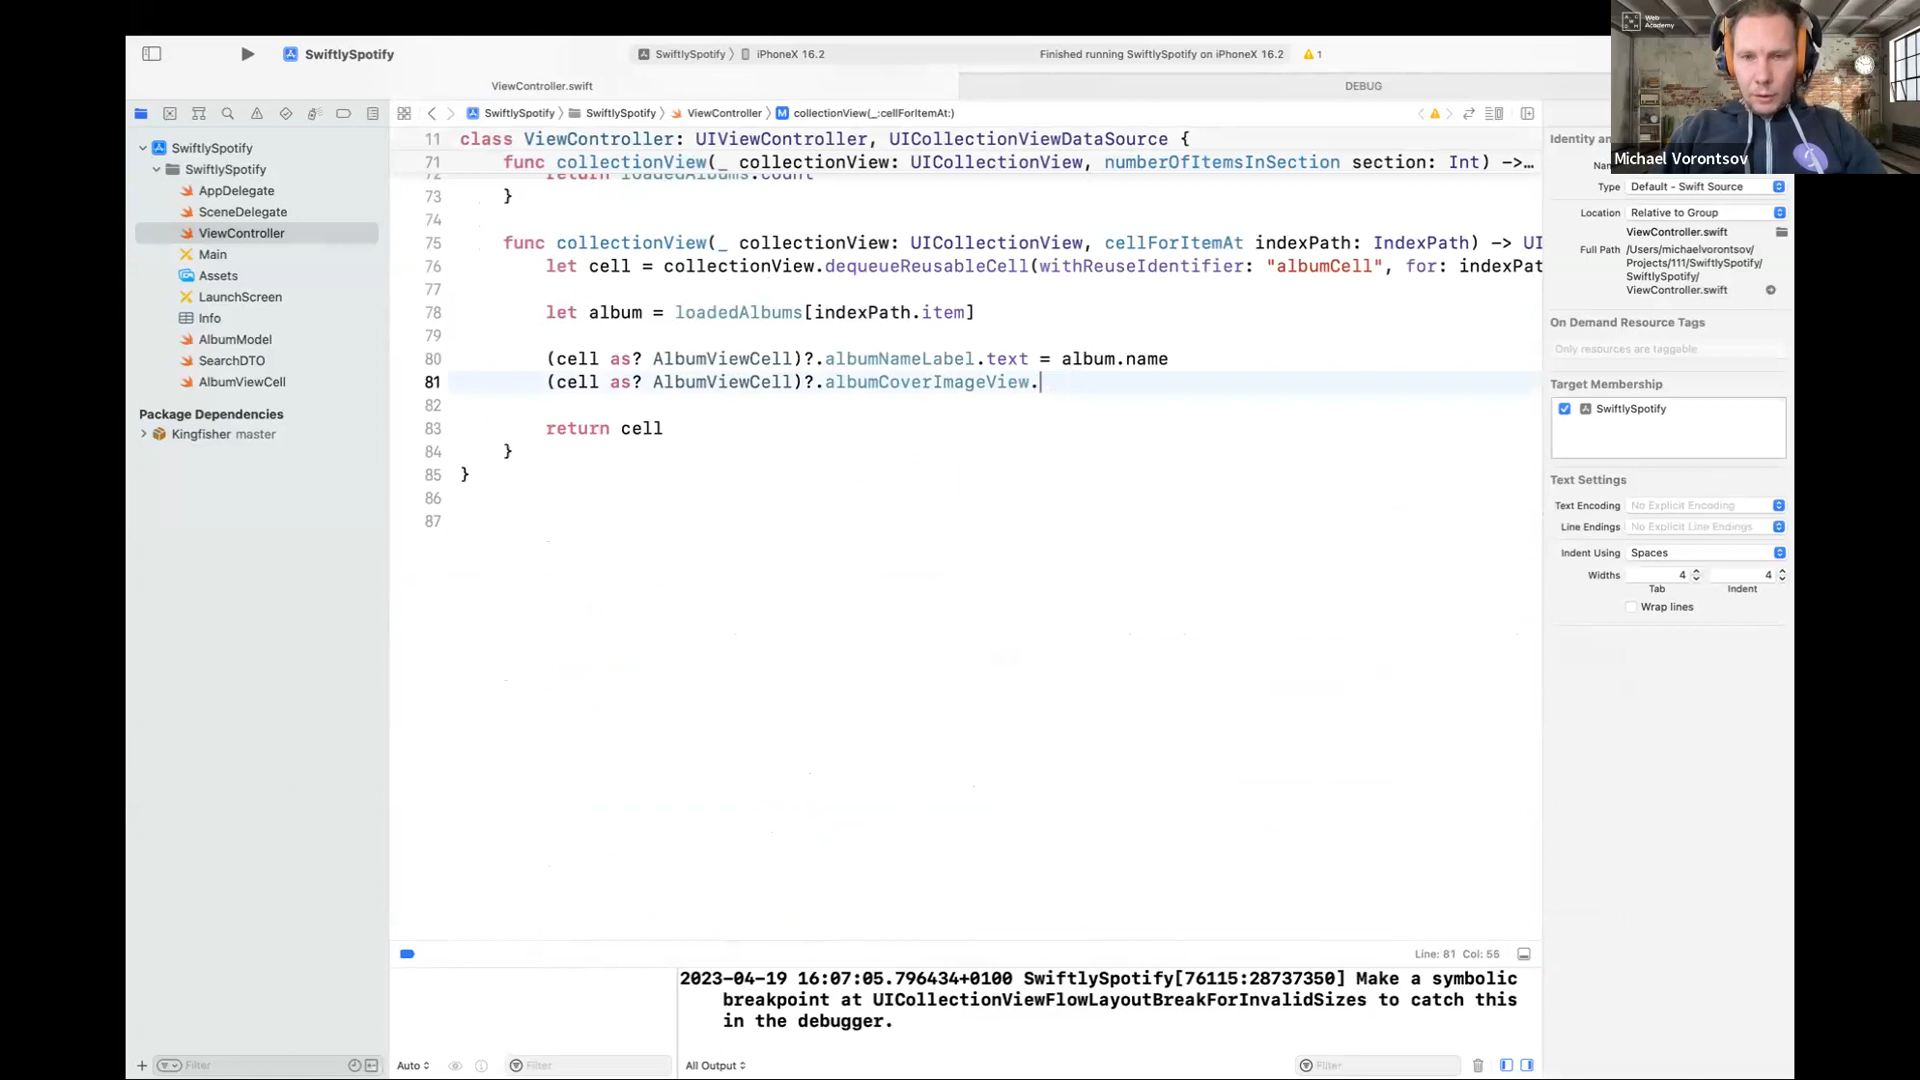 SwiftlySpotify
SwiftlySpotify 〉 iPhoneX 16.2
Finished running SwiftlySpotify on iPhoneX 16.2
1
Web
Academy
Michael Vorontsov
ViewController.swift
DEBUG
SwiftlySpotify 〉 SwiftlySpotify 〉 ViewController 〉 M collectionView(_:cellForItemAt:)
SwiftlySpotify
SwiftlySpotify
AppDelegate
SceneDelegate
ViewController
Main
Assets
LaunchScreen
Info
AlbumModel
SearchDTO
AlbumViewCell
Package Dependencies
Kingfisher master
Filter
11 class ViewController: UIViewController, UICollectionViewDataSource {
71 func collectionView(_ collectionView: UICollectionView, numberOfItemsInSection section: Int) ->…
72 return loadedAlbums.count
73 }
74
75 func collectionView(_ collectionView: UICollectionView, cellForItemAt indexPath: IndexPath) -> UI
76 let cell = collectionView.dequeueReusableCell(withReuseIdentifier: "albumCell", for: indexPat
77
78 let album = loadedAlbums[indexPath.item]
79
80 (cell as? AlbumViewCell)?.albumNameLabel.text = album.name
81 (cell as? AlbumViewCell)?.albumCoverImageView.
82
83 return cell
84 }
85 }
86
87
Line: 81 Col: 55
2023-04-19 16:07:05.796434+0100 SwiftlySpotify[76115:28737350] Make a symbolic
breakpoint at UICollectionViewFlowLayoutBreakForInvalidSizes to catch this
in the debugger.
Auto
Filter
All Output
Filter
Identity an
Type Default - Swift Source
Location Relative to Group
ViewController.swift
Full Path /Users/michaelvorontsov/
Projects/111/SwiftlySpotify/
SwiftlySpotify/
ViewController.swift
On Demand Resource Tags
Only resources are taggable
Target Membership
SwiftlySpotify
Text Settings
Text Encoding No Explicit Encoding
Line Endings No Explicit Line Endings
Indent Using Spaces
Widths 4 4
Tab Indent
Wrap lines